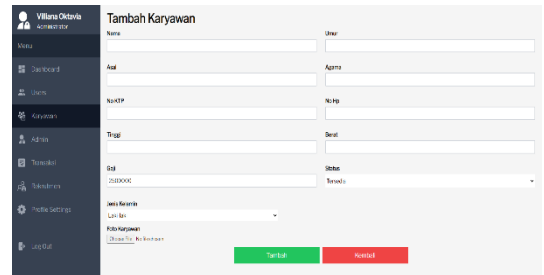 Villiana Oktavia
Administrator
Menu
Dashboard
Users
Karyawan
Admin
Transaksi
Rekrutmen
Profile Settings
Log Out
Tambah Karyawan
Nama
Umur
Asal
Agama
No KTP
No Hp
Tinggi
Berat
Gaji
Status
Tersedia
Jenis Kelamin
Laki-laki
Foto Karyawan
Choose File No file chosen
Tambah
Kembali